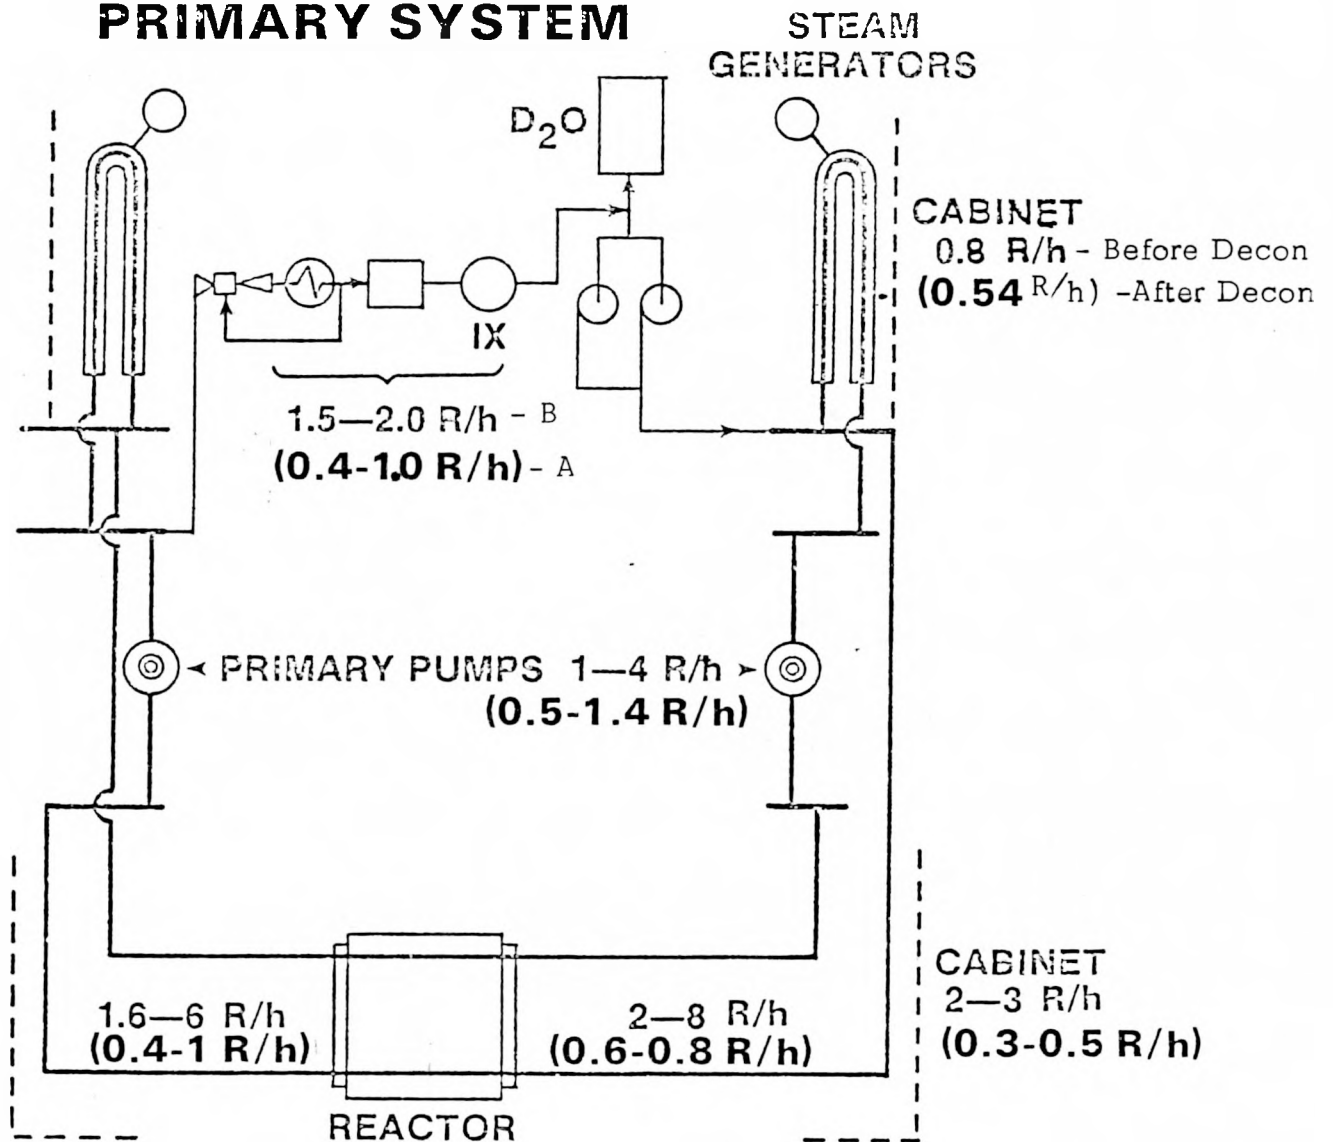 PRIMARY SYSTEM
STEAM
GENERATORS
D₂O
CABINET
0.8 R/h - Before Decon
(0.54 R/h) -After Decon
IX
1.5—2.0 R/h - B
(0.4-1.0 R/h) - A
PRIMARY PUMPS 1—4 R/h
(0.5-1.4 R/h)
CABINET
2—3 R/h
(0.3-0.5 R/h)
1.6—6 R/h
(0.4-1 R/h)
2—8 R/h
(0.6-0.8 R/h)
REACTOR